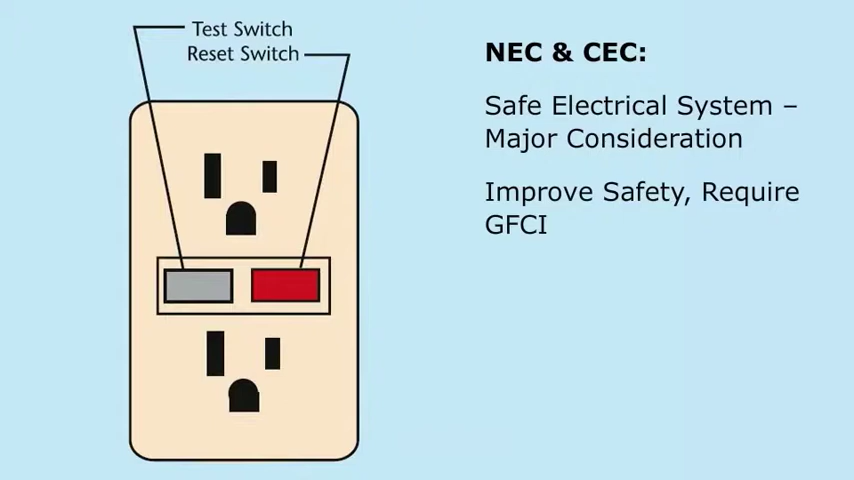 Test Switch
Reset Switch
NEC & CEC:
Safe Electrical System –
Major Consideration
Improve Safety, Require
GFCI